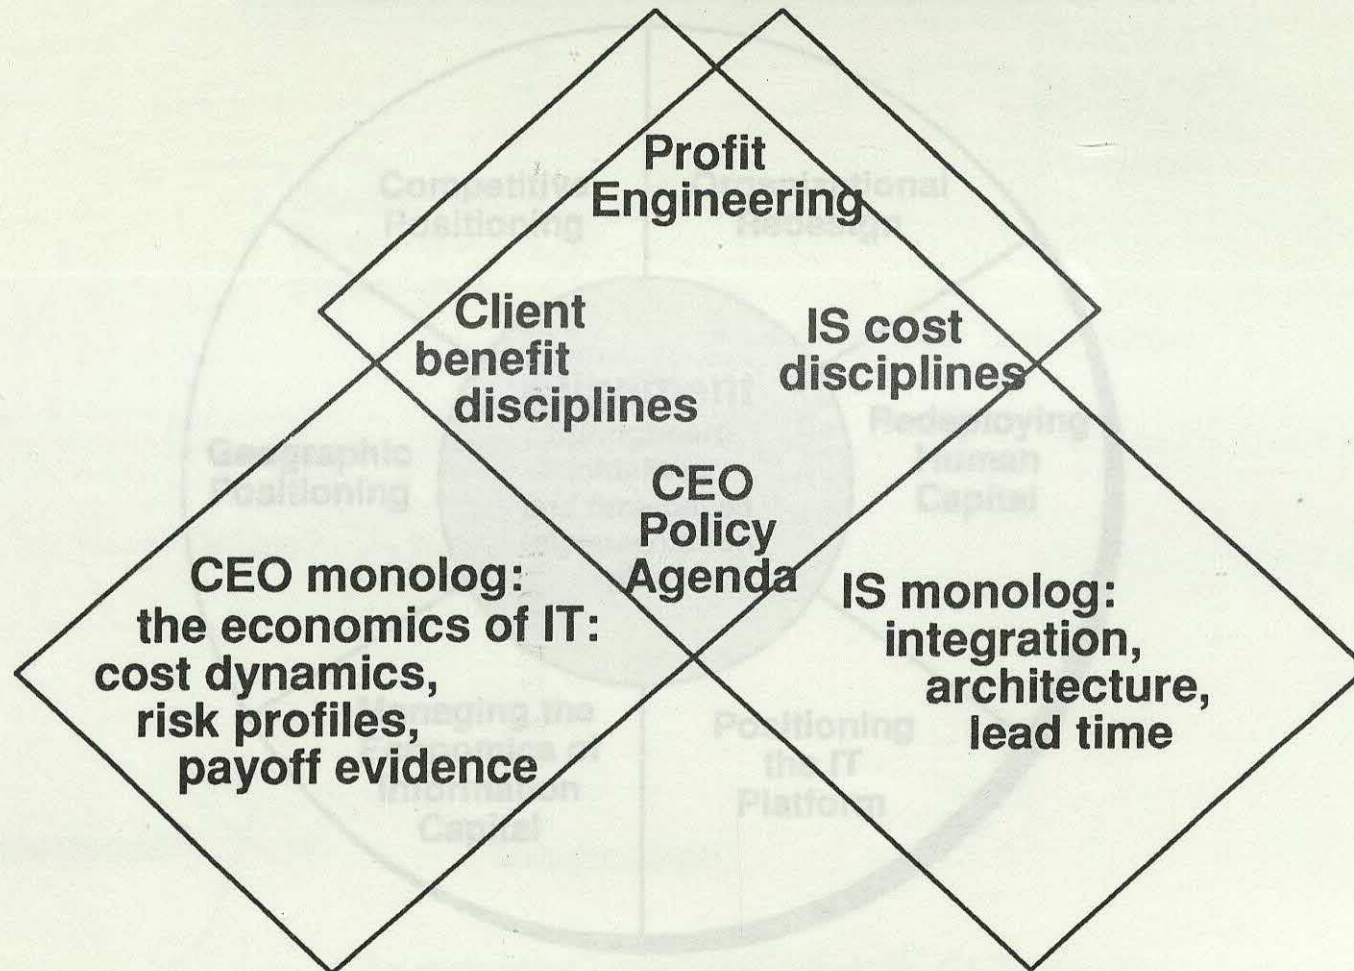 Profit
Engineering
Client
benefit
disciplines
IS cost
disciplines
CEO
Policy
Agenda
CEO monolog:
the economics of IT:
cost dynamics,
risk profiles,
payoff evidence
IS monolog:
integration,
architecture,
lead time
Competitive
Positioning
Organizational
Redesign
Geographic
Positioning
Redeploying
Human
Capital
Managing the
Economics of
Information
Capital
Positioning
the IT
Platform